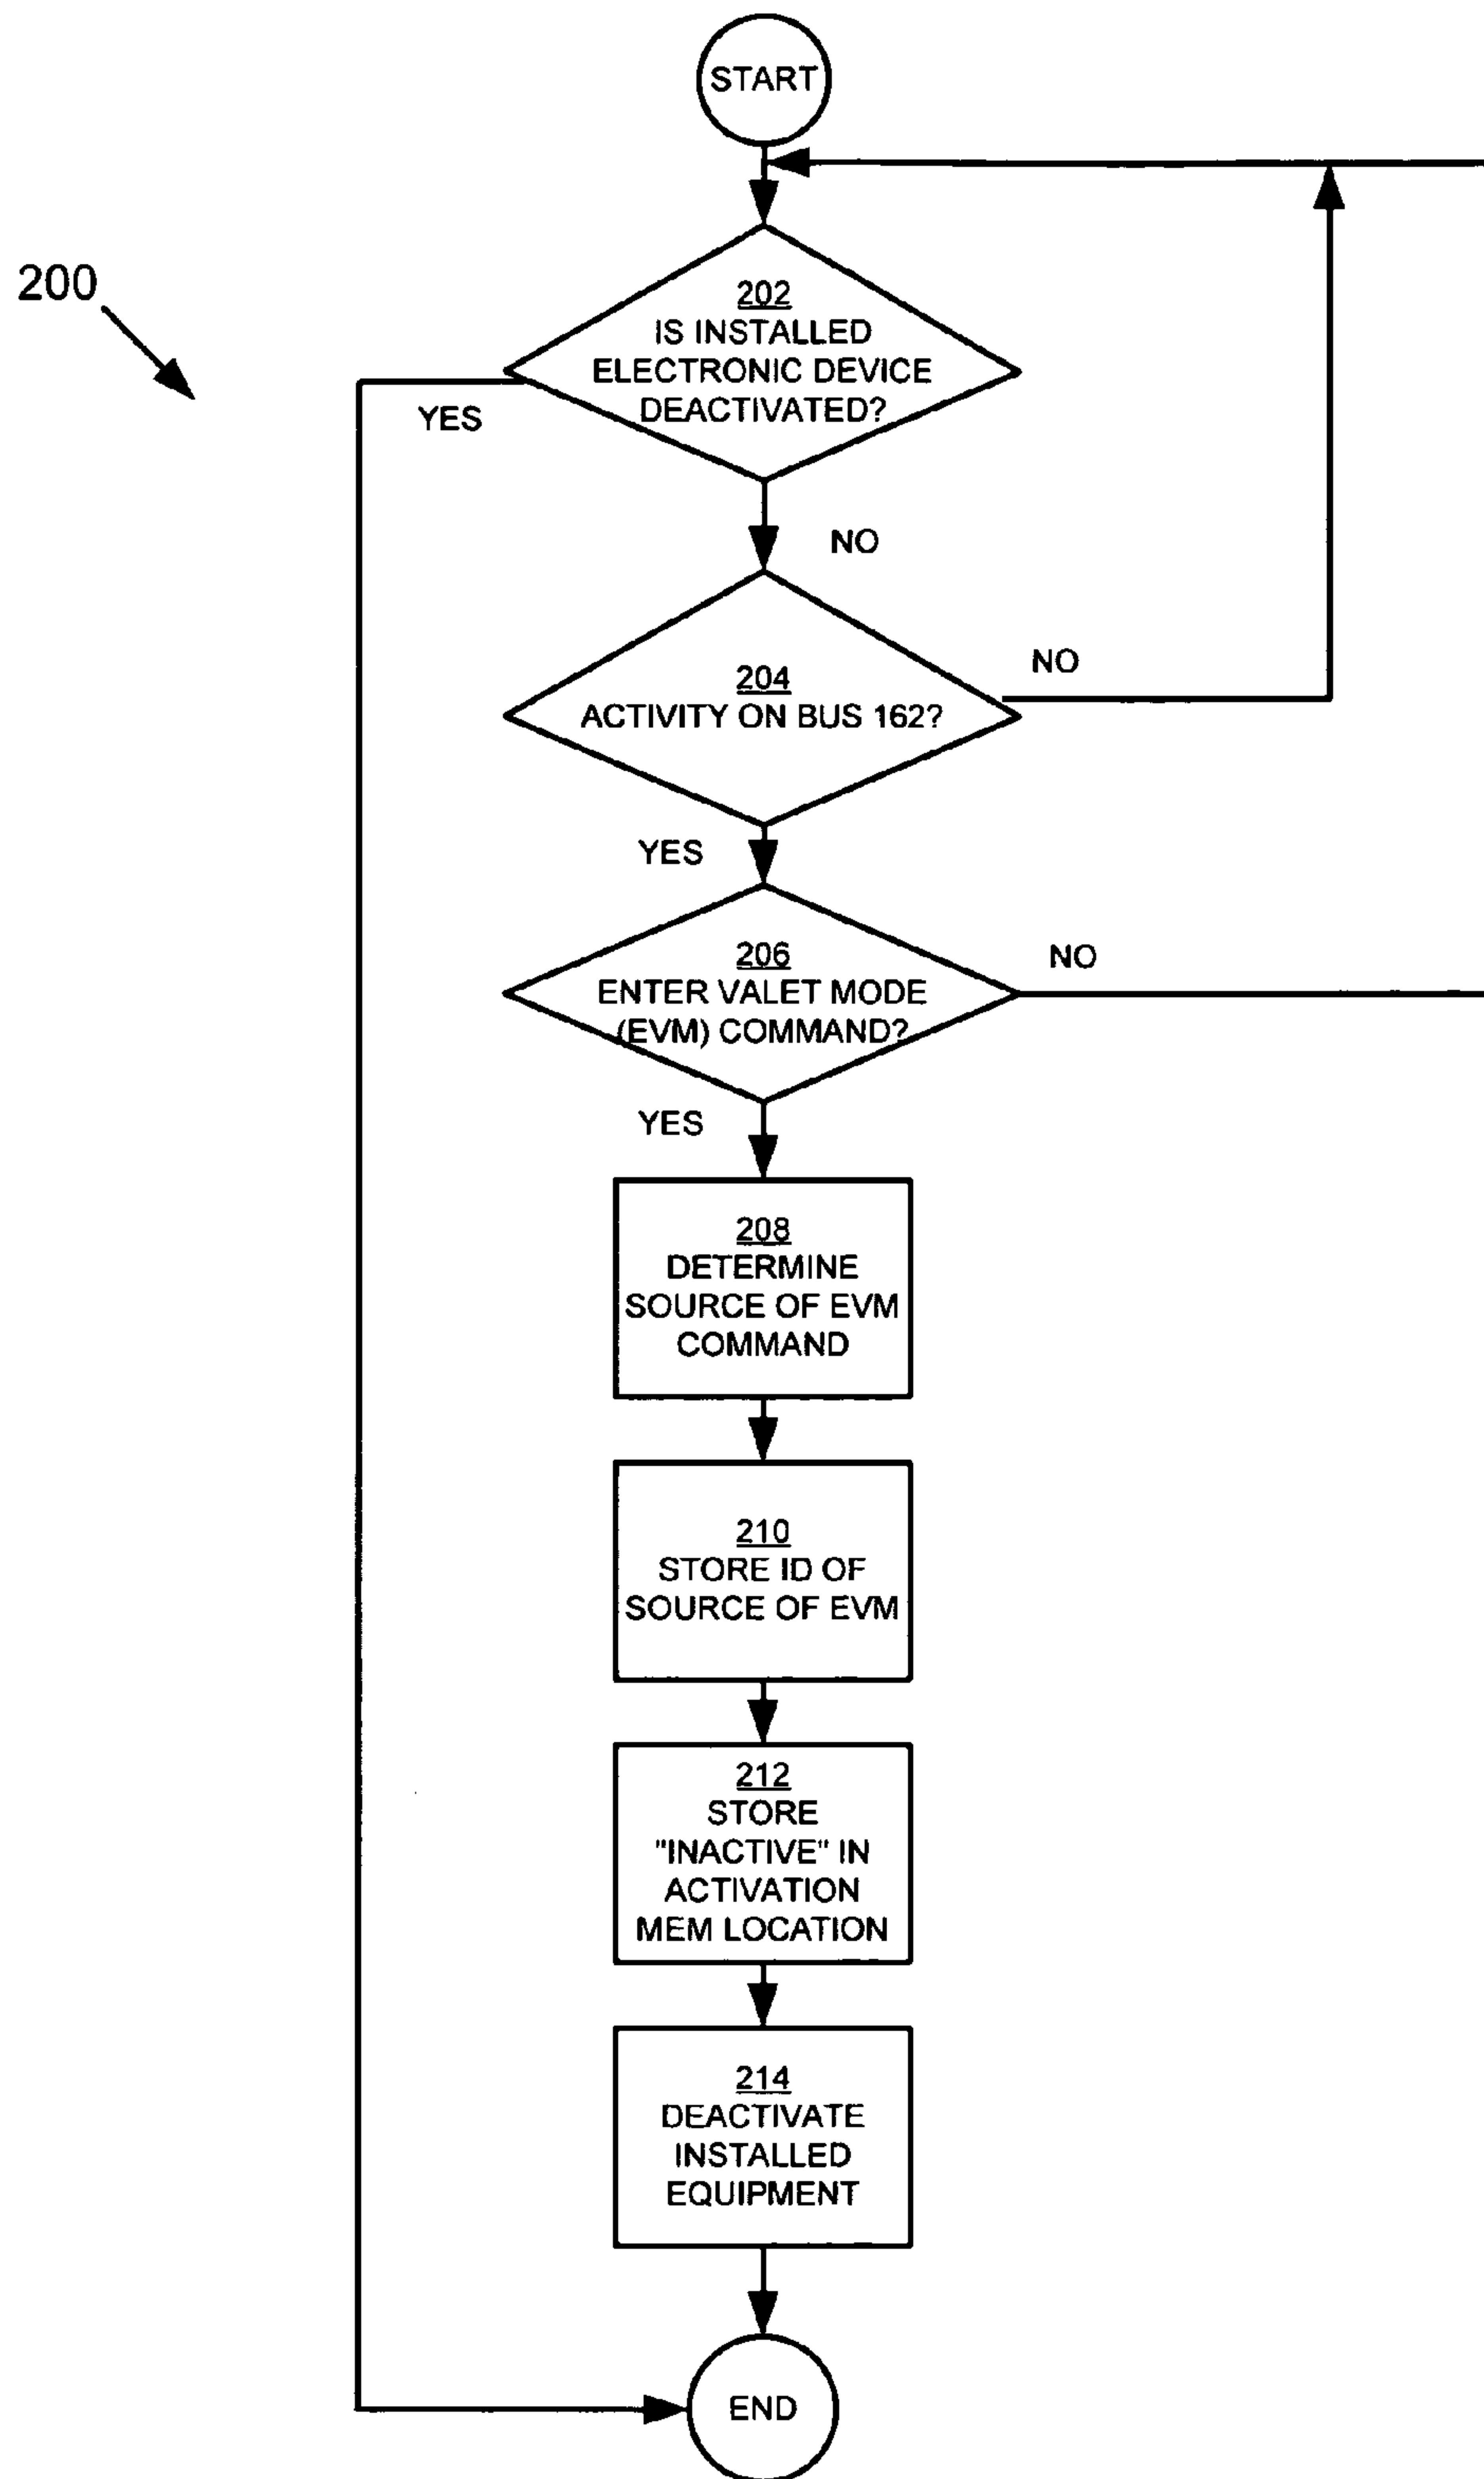 START
200
202
IS INSTALLED
ELECTRONIC DEVICE
DEACTIVATED?
YES
NO
204
ACTIVITY ON BUS 162?
NO
YES
206
ENTER VALET MODE
(EVM) COMMAND?
NO
YES
208
DETERMINE
SOURCE OF EVM
COMMAND
210
STORE ID OF
SOURCE OF EVM
212
STORE
"INACTIVE" IN
ACTIVATION
MEM LOCATION
214
DEACTIVATE
INSTALLED
EQUIPMENT
END